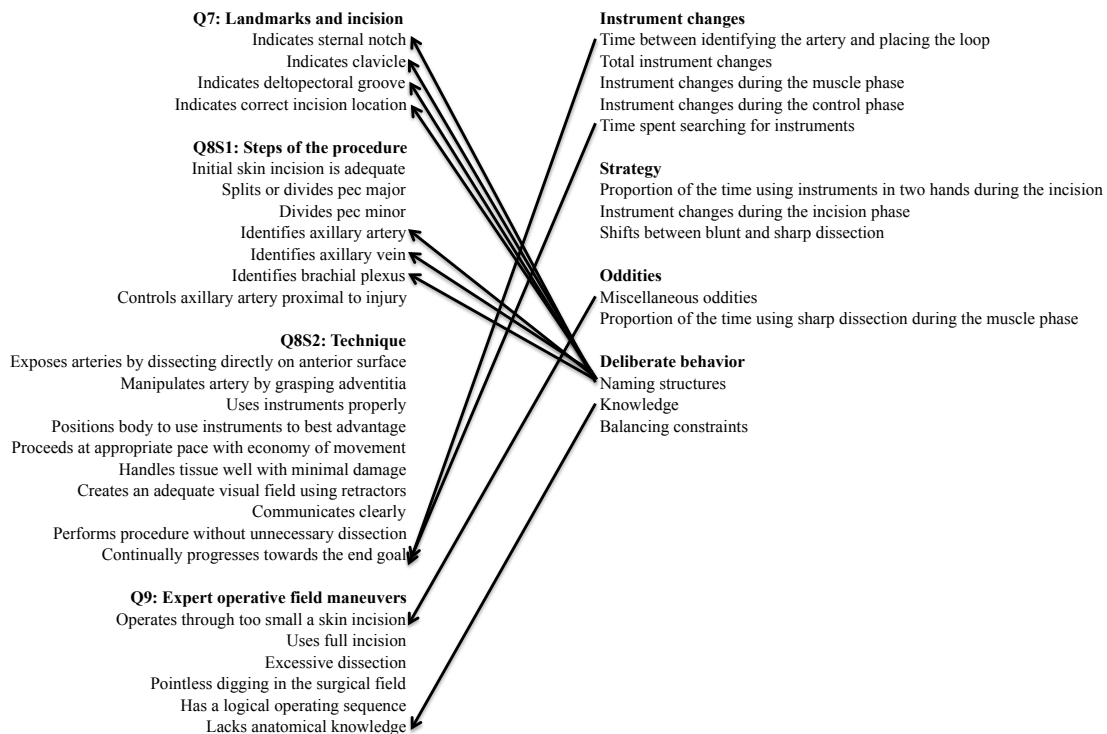 Q7: Landmarks and incision
Indicates sternal notch
Indicates clavicle
Indicates deltopectoral groove
Indicates correct incision location
Q8S1: Steps of the procedure
Initial skin incision is adequate
Splits or divides pec major
Divides pec minor
Identifies axillary artery
Identifies axillary vein
Identifies brachial plexus
Controls axillary artery proximal to injury
Q8S2: Technique
Exposes arteries by dissecting directly on anterior surface
Manipulates artery by grasping adventitia
Uses instruments properly
Positions body to use instruments to best advantage
Proceeds at appropriate pace with economy of movement
Handles tissue well with minimal damage
Creates an adequate visual field using retractors
Communicates clearly
Performs procedure without unnecessary dissection
Continually progresses towards the end goal
Q9: Expert operative field maneuvers
Operates through too small a skin incision
Uses full incision
Excessive dissection
Pointless digging in the surgical field
Has a logical operating sequence
Lacks anatomical knowledge
Instrument changes
Time between identifying the artery and placing the loop
Total instrument changes
Instrument changes during the muscle phase
Instrument changes during the control phase
Time spent searching for instruments
Strategy
Proportion of the time using instruments in two hands during the incision
Instrument changes during the incision phase
Shifts between blunt and sharp dissection
Oddities
Miscellaneous oddities
Proportion of the time using sharp dissection during the muscle phase
Deliberate behavior
Naming structures
Knowledge
Balancing constraints